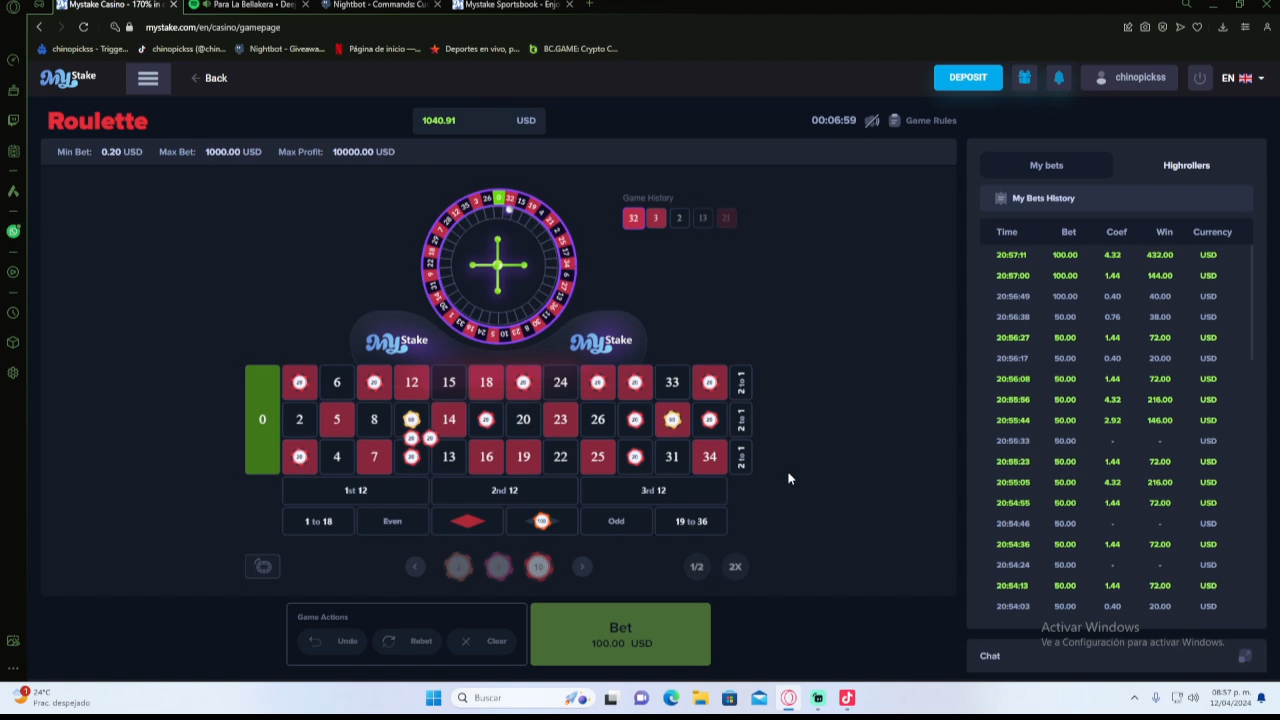 Mystake Casino - 170% in
Para La Bellakera - Dee
Nightbot - Commands: Cu
Mystake Sportsbook - Enjo
mystake.com/en/casino/gamepage
chinopickss - Trigge...
chinopickss (@chin...
Nightbot - Giveawa...
Página de inicio —...
Deportes en vivo, p...
BC.GAME: Crypto C...
MyStake
Back
DEPOSIT
chinopickss
EN
Roulette
1040.91 USD
00:06:59
Game Rules
Min Bet: 0.20 USD Max Bet: 1000.00 USD Max Profit: 10000.00 USD
My bets
Highrollers
My Bets History
Time Bet Coef Win Currency
20:57:11 100.00 4.32 432.00 USD
20:57:00 100.00 1.44 144.00 USD
20:56:49 100.00 0.40 40.00 USD
20:56:38 50.00 0.76 38.00 USD
20:56:27 50.00 1.44 72.00 USD
20:56:17 50.00 0.40 20.00 USD
20:56:08 50.00 1.44 72.00 USD
20:55:56 50.00 4.32 216.00 USD
20:55:44 50.00 2.92 146.00 USD
20:55:33 50.00 - - USD
20:55:23 50.00 1.44 72.00 USD
20:55:05 50.00 4.32 216.00 USD
20:54:55 50.00 1.44 72.00 USD
20:54:46 50.00 - - USD
20:54:36 50.00 1.44 72.00 USD
20:54:24 50.00 - - USD
20:54:13 50.00 1.44 72.00 USD
20:54:03 50.00 0.40 20.00 USD
Game History
32 3 2 13 21
MyStake
MyStake
0
6 12 15 18 24 33 2 to 1
2 5 8 14 20 23 26 2 to 1
4 7 13 16 19 22 25 31 34 2 to 1
1st 12 2nd 12 3rd 12
1 to 18 Even 100 Odd 19 to 36
10
1/2 2X
Game Actions
Undo Rebet Clear
Bet
100.00 USD
Activar Windows
Ve a Configuración para activar Windows.
Chat
24°C
Frac. despejado
Buscar
08:57 p. m.
12/04/2024